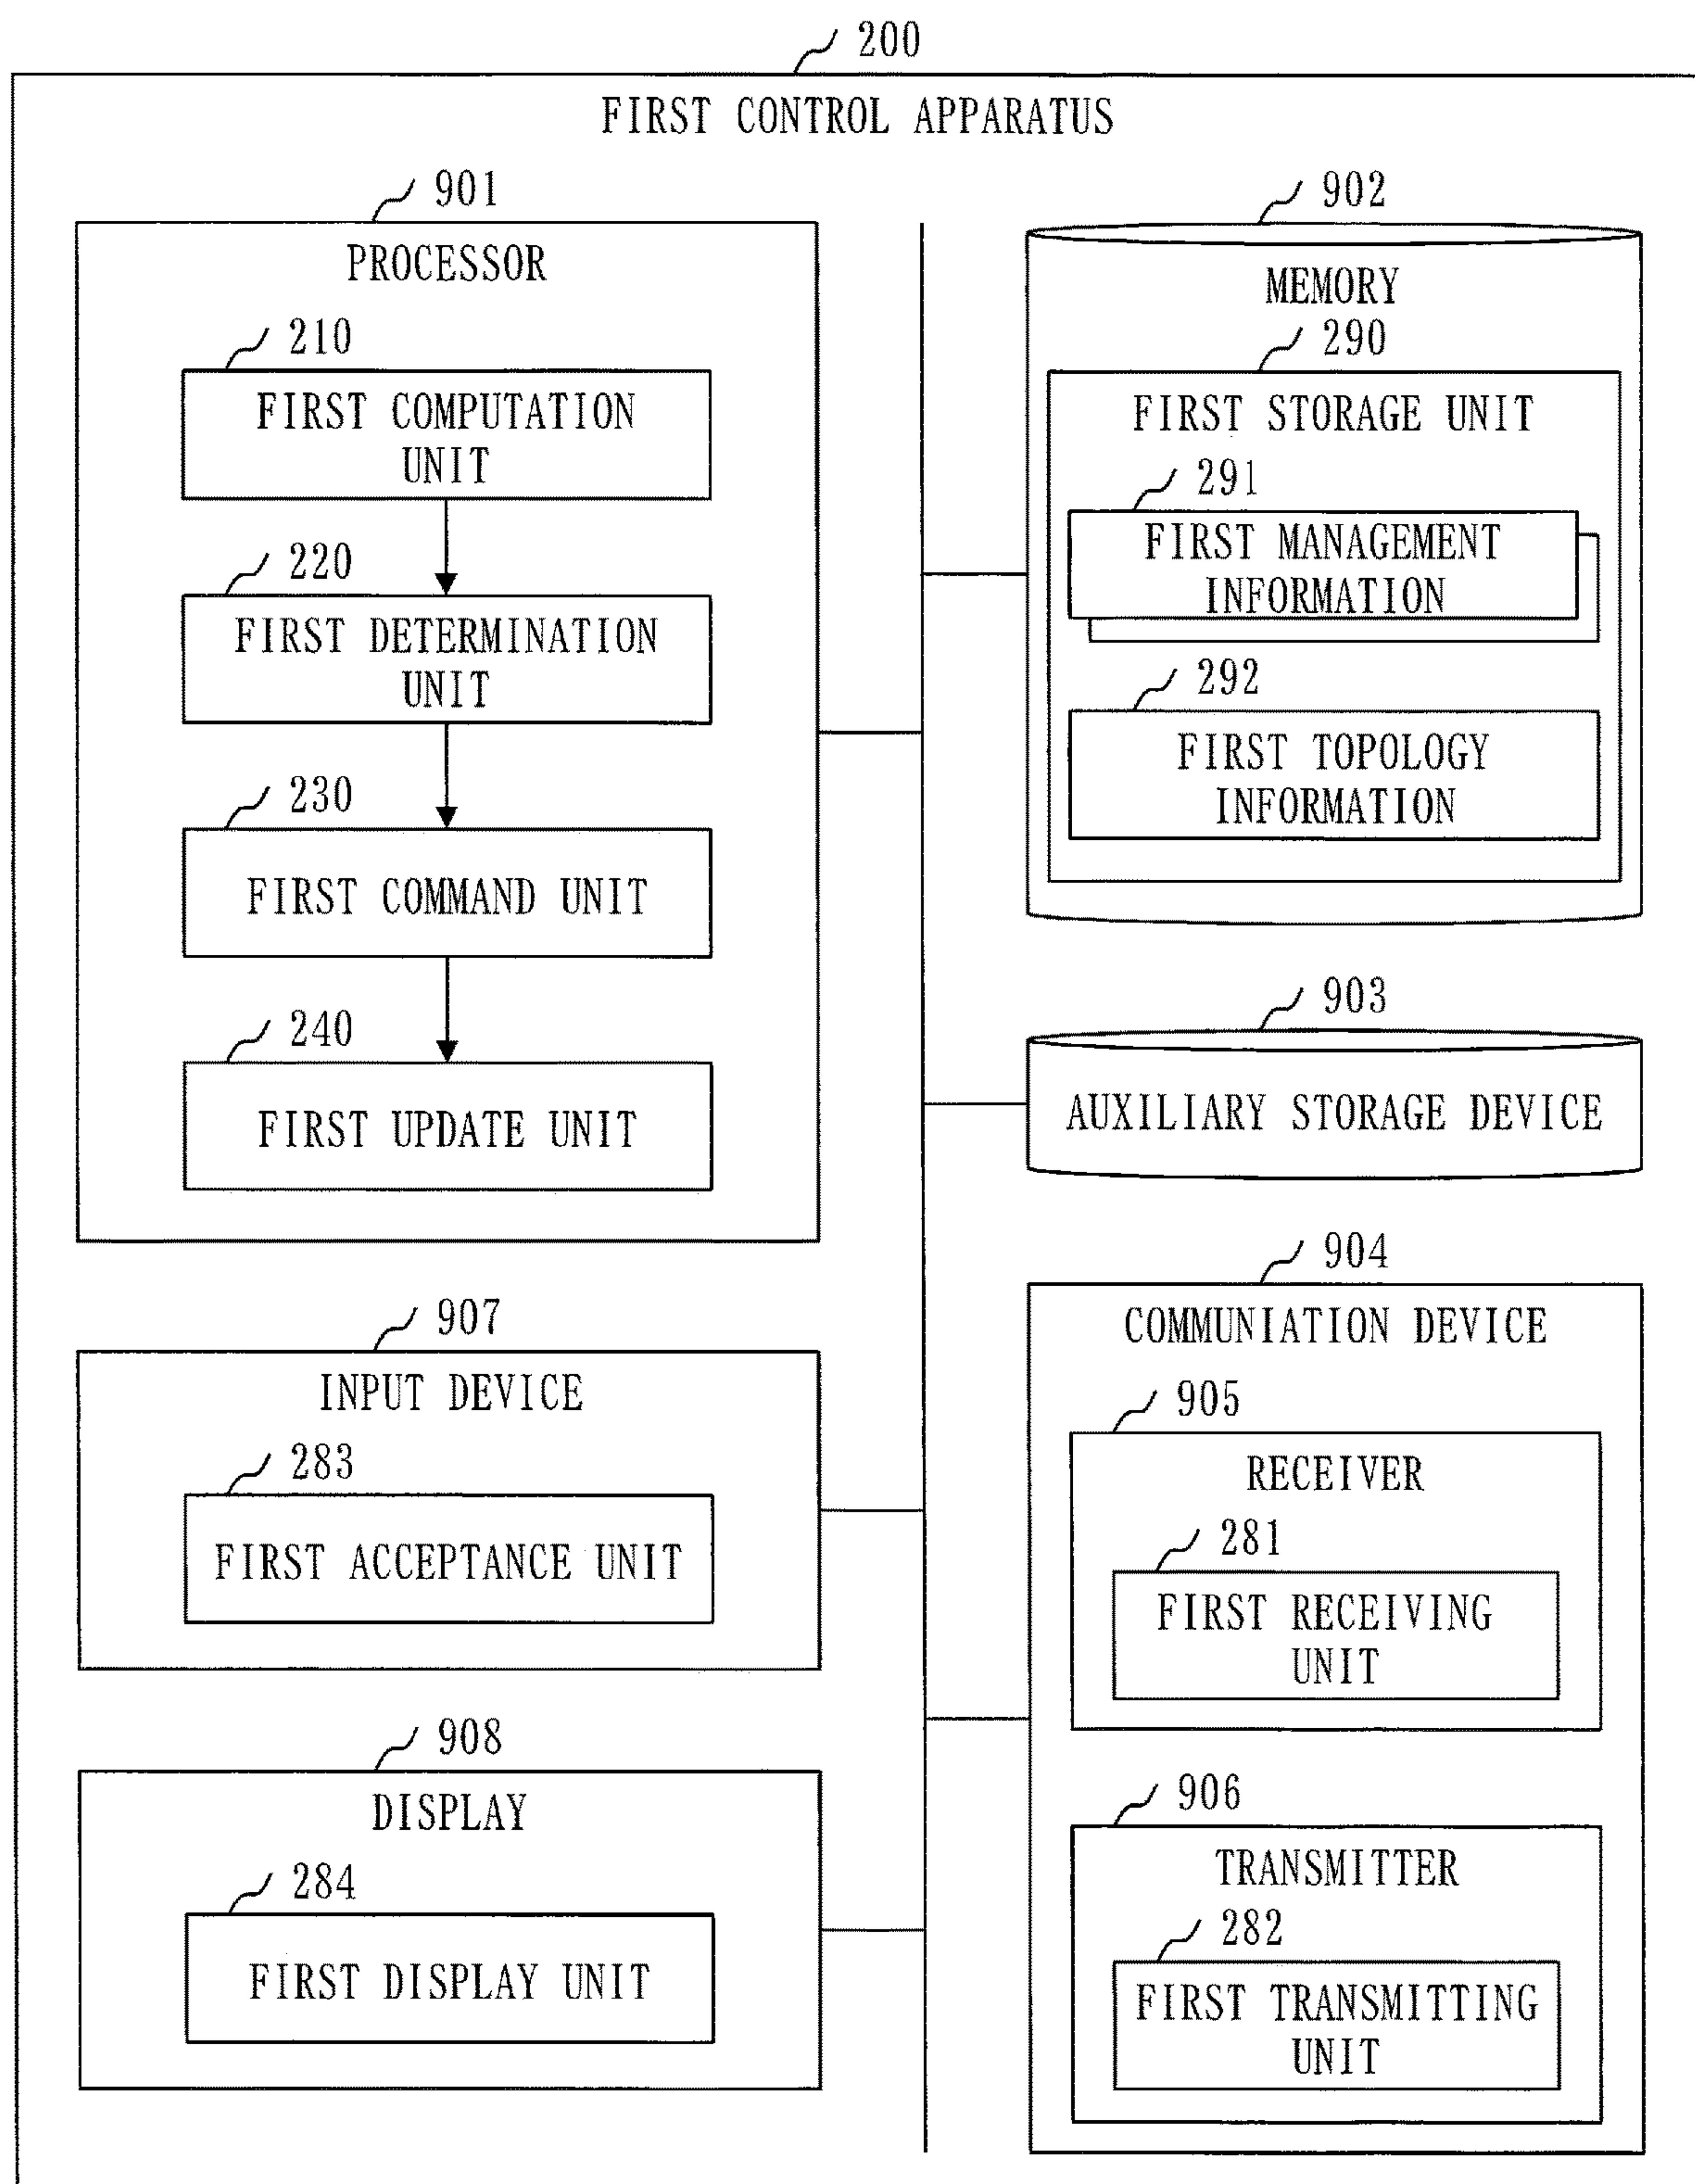 200
FIRST CONTROL APPARATUS
901
PROCESSOR
210
FIRST COMPUTATION
UNIT
220
FIRST DETERMINATION
UNIT
230
FIRST COMMAND UNIT
240
FIRST UPDATE UNIT
907
INPUT DEVICE
283
FIRST ACCEPTANCE UNIT
908
DISPLAY
284
FIRST DISPLAY UNIT
902
MEMORY
290
FIRST STORAGE UNIT
291
FIRST MANAGEMENT
INFORMATION
292
FIRST TOPOLOGY
INFORMATION
903
AUXILIARY STORAGE DEVICE
904
COMMUNIATION DEVICE
905
RECEIVER
281
FIRST RECEIVING
UNIT
906
TRANSMITTER
282
FIRST TRANSMITTING
UNIT